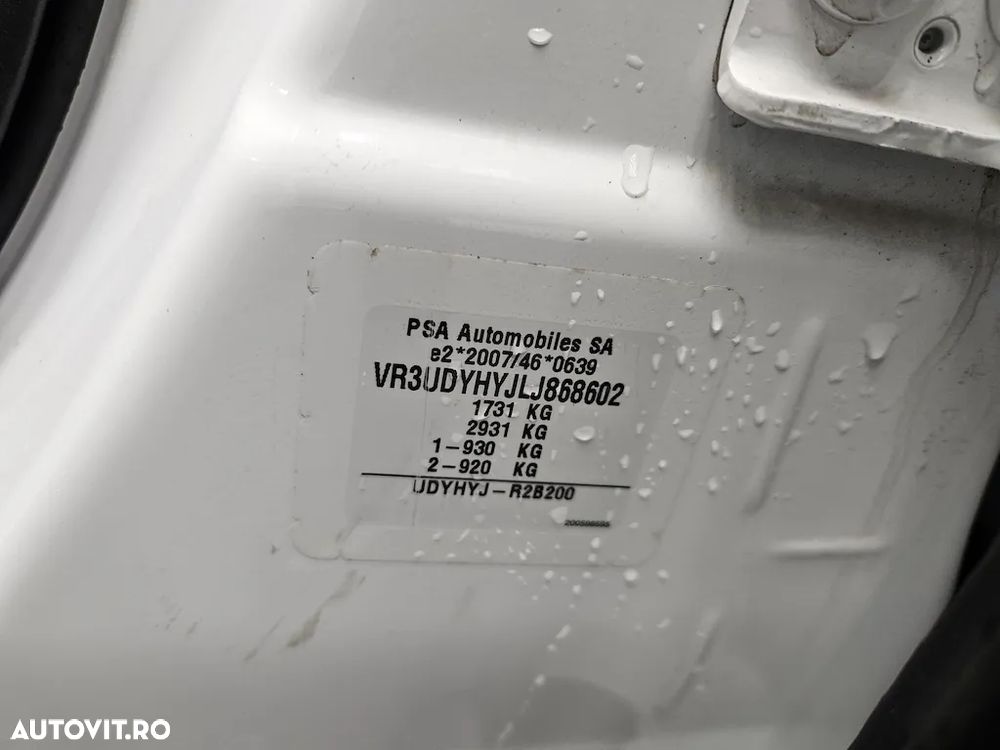 PSA Automobiles SA
e2*2007/46*0639
VR3UDYHYJLJ868602
1731 KG
2931 KG
1-930 KG
2-920 KG
UDYHYJ-R2B200
AUTOVIT.RO